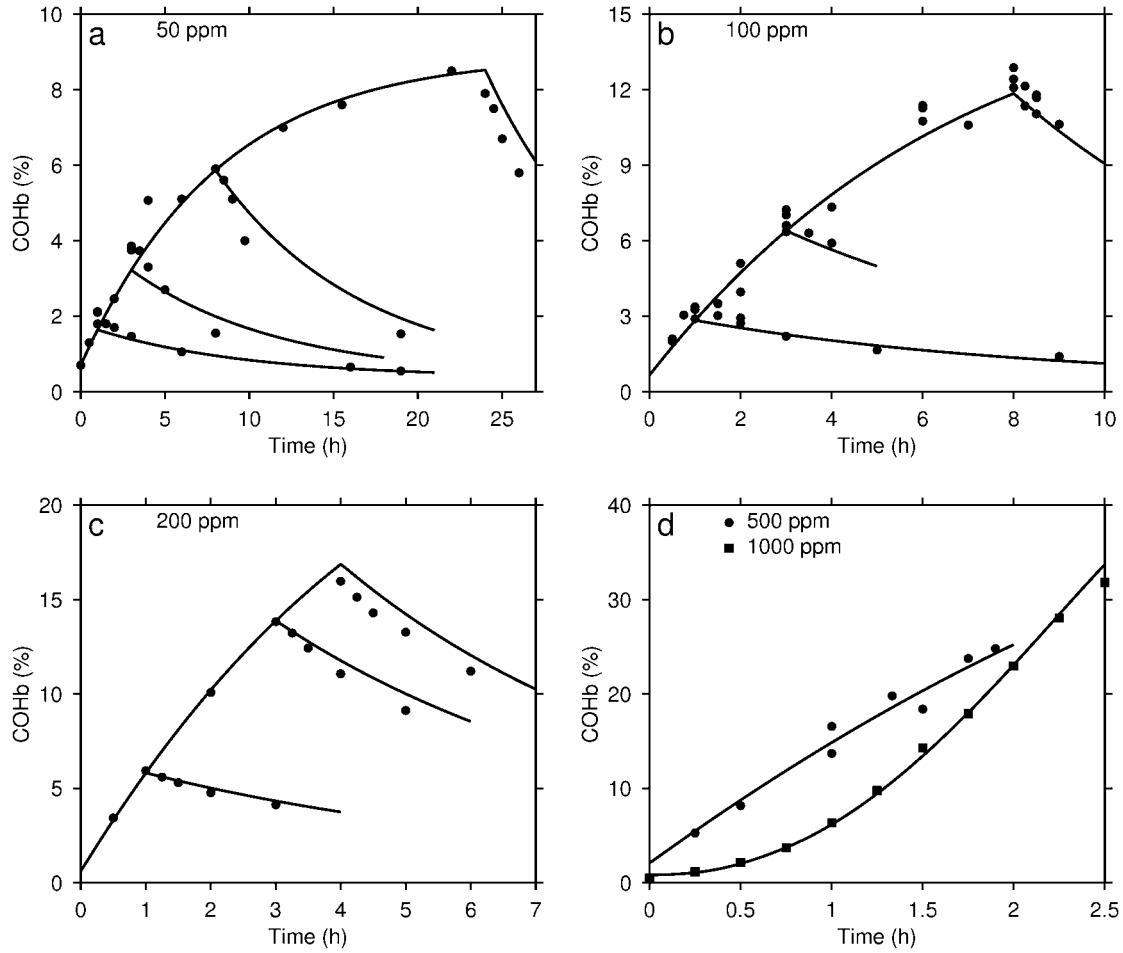 a 50 ppm
10
8
6
4
2
0
COHb (%)
0 5 10 15 20 25
Time (h)
b 100 ppm
15
12
9
6
3
0
COHb (%)
0 2 4 6 8 10
Time (h)
c 200 ppm
20
15
10
5
0
COHb (%)
0 1 2 3 4 5 6 7
Time (h)
d 500 ppm
1000 ppm
40
30
20
10
0
COHb (%)
0 0.5 1 1.5 2 2.5
Time (h)